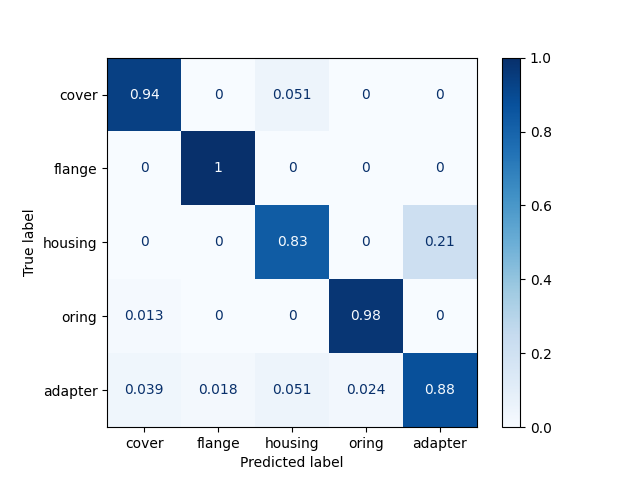 cover 0.94 0 0.051 0 0
flange 0 1 0 0 0
housing 0 0 0.83 0 0.21
oring 0.013 0 0 0.98 0
adapter 0.039 0.018 0.051 0.024 0.88
cover flange housing oring adapter
True label
Predicted label
1.0
0.8
0.6
0.4
0.2
0.0